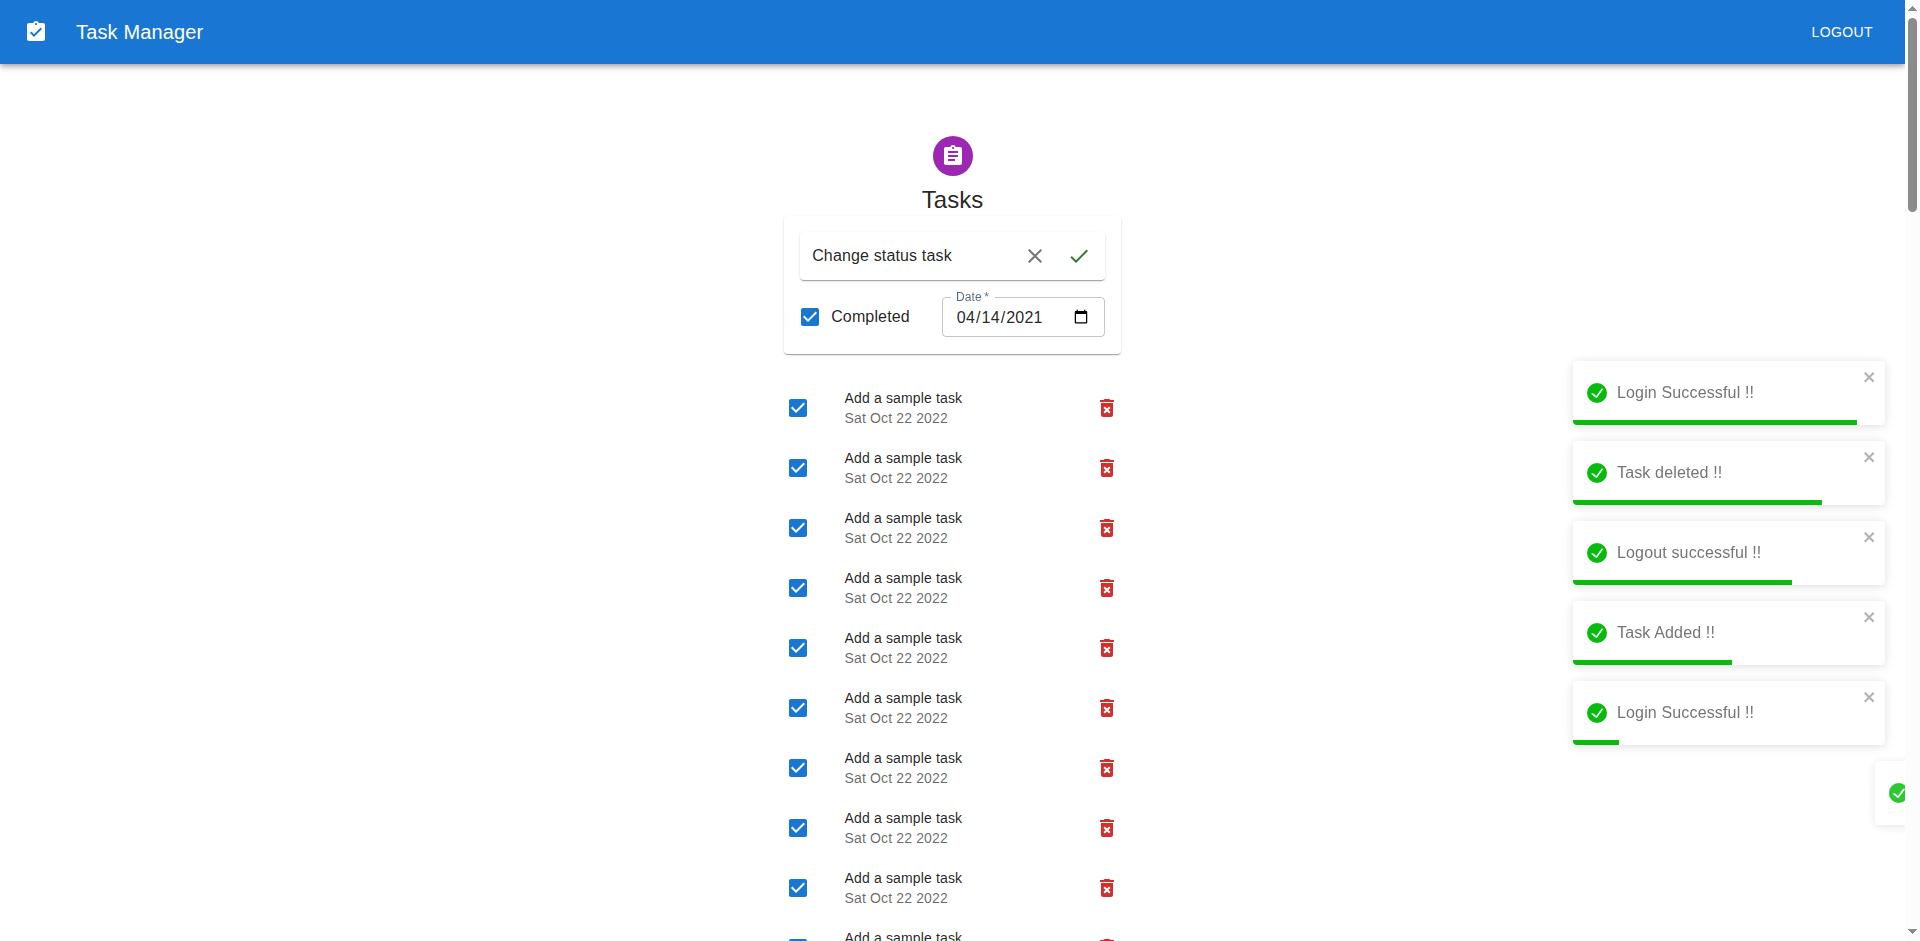 Task Manager
LOGOUT
Tasks
Change status task
Date *
Completed
04/14/2021
Add a sample task
Sat Oct 22 2022
Add a sample task
Sat Oct 22 2022
Add a sample task
Sat Oct 22 2022
Add a sample task
Sat Oct 22 2022
Add a sample task
Sat Oct 22 2022
Add a sample task
Sat Oct 22 2022
Add a sample task
Sat Oct 22 2022
Add a sample task
Sat Oct 22 2022
Add a sample task
Sat Oct 22 2022
Add a sample task
Login Successful !!
Task deleted !!
Logout successful !!
Task Added !!
Login Successful !!